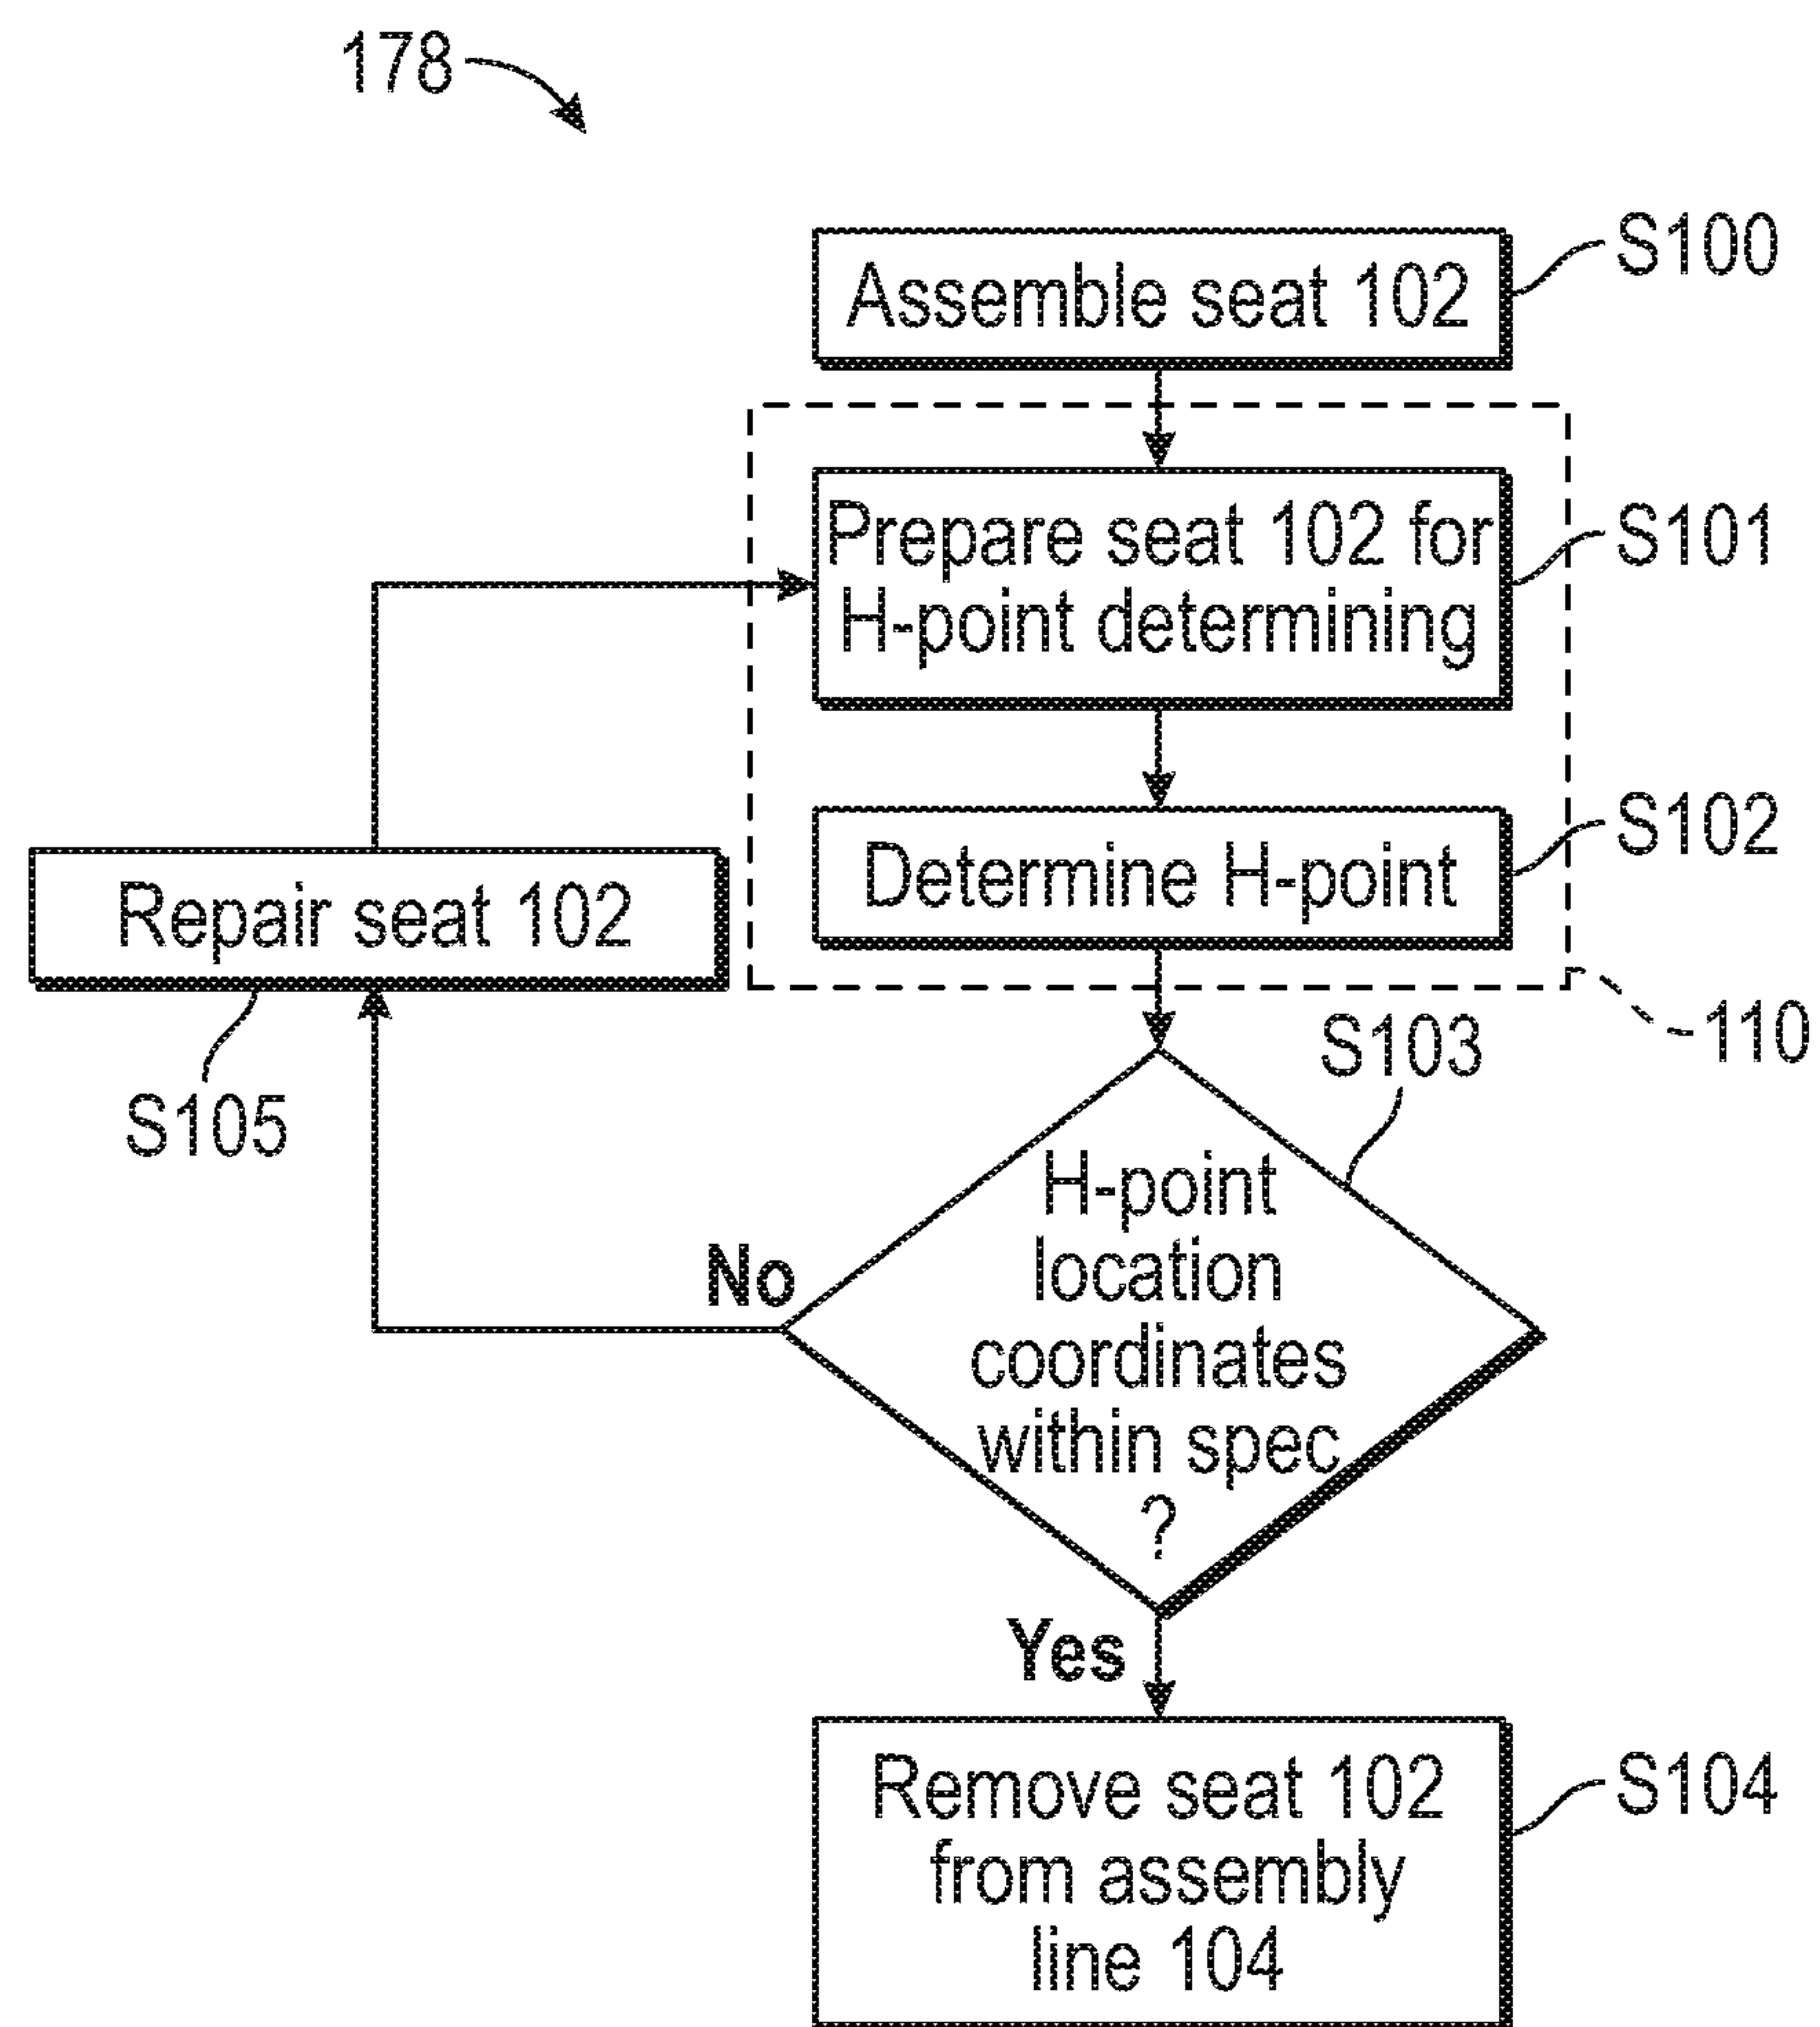 178
Assemble seat 102
S100
Prepare seat 102 for
H-point determining
S101
Determine H-point
S102
Repair seat 102
S105
110
S103
H-point
location
coordinates
within spec
?
No
Yes
Remove seat 102
from assembly
line 104
S104